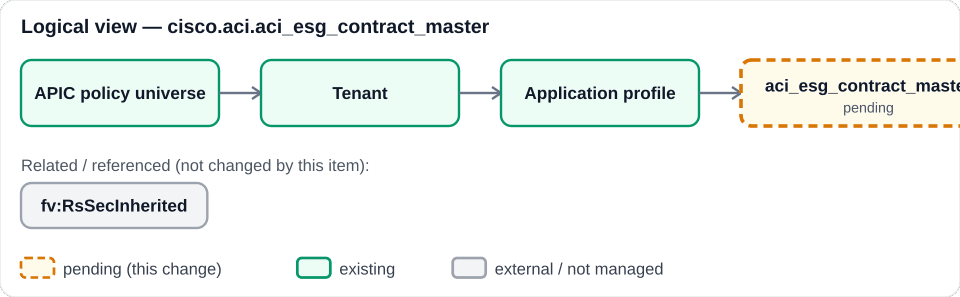 Logical view — cisco.aci.aci_esg_contract_master
APIC policy universe
Tenant
Application profile
aci_esg_contract_maste
pending
Related / referenced (not changed by this item):
fv:RsSecInherited
pending (this change)
existing
external / not managed